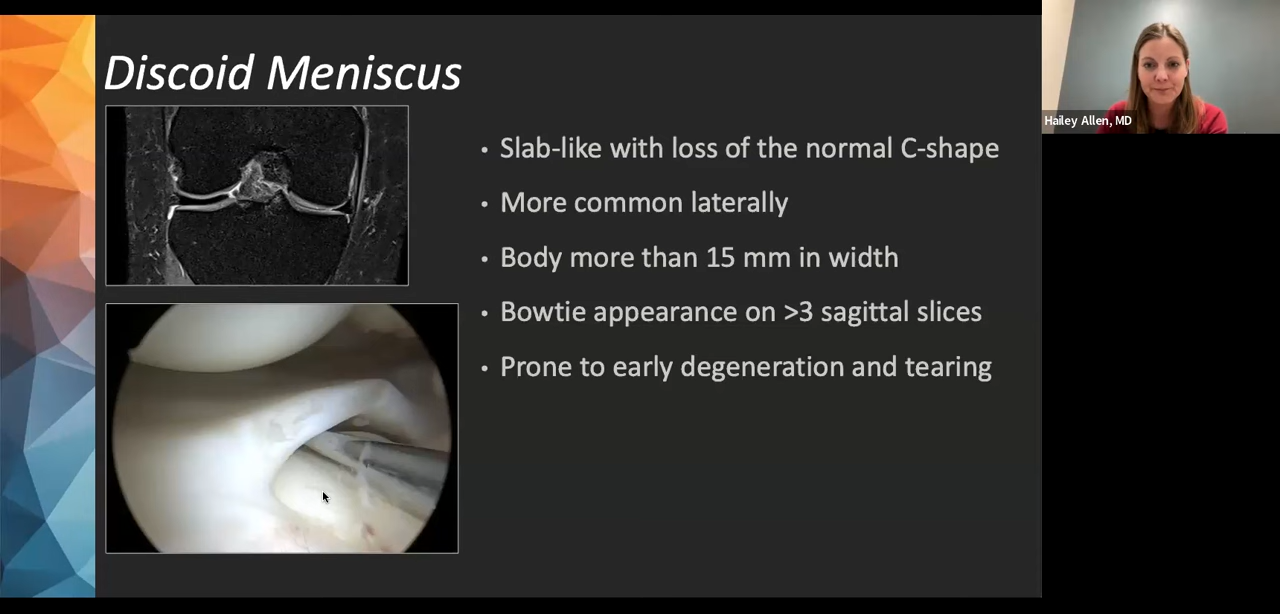 Discoid Meniscus
• Slab-like with loss of the normal C-shape
• More common laterally
• Body more than 15 mm in width
• Bowtie appearance on >3 sagittal slices
• Prone to early degeneration and tearing
Hailey Allen, MD